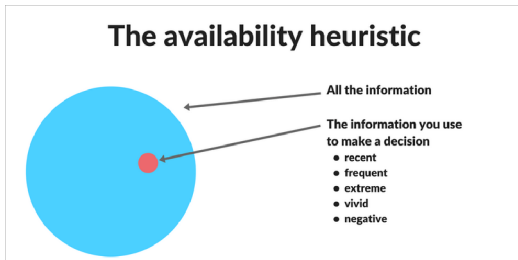 The availability heuristic
All the information
The information you use
to make a decision
• recent
• frequent
• extreme
• vivid
• negative